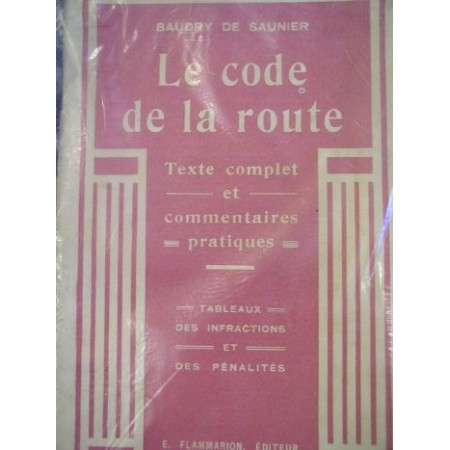 BAUDRY DE SAUNIER
Le code
de la route
Texte complet
et
commentaires
pratiques
TABLEAUX
DES INFRACTIONS
ET
DES PÉNALITÉS
E. FLAMMARION, ÉDITEUR